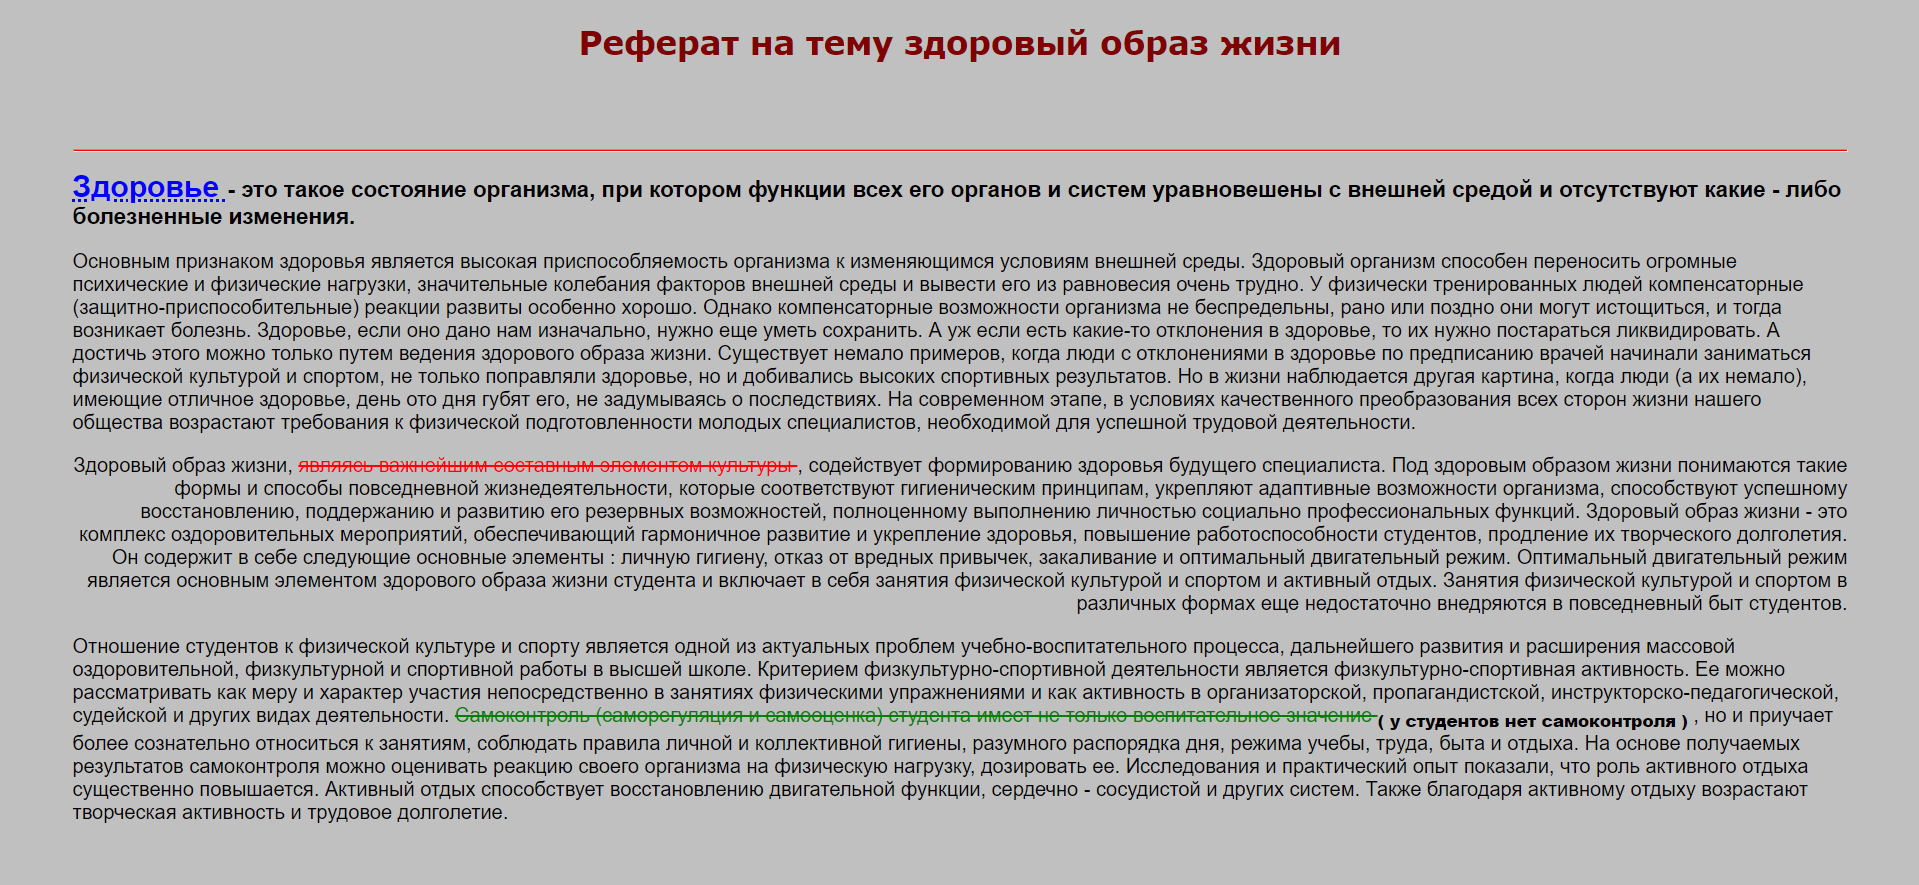 Реферат на тему здоровый образ жизни
Здоровье - это такое состояние организма, при котором функции всех его органов и систем уравновешены с внешней средой и отсутствуют какие - либо
болезненные изменения.
Основным признаком здоровья является высокая приспособляемость организма к изменяющимся условиям внешней среды. Здоровый организм способен переносить огромные
психические и физические нагрузки, значительные колебания факторов внешней среды и вывести его из равновесия очень трудно. У физически тренированных людей компенсаторные
(защитно-приспособительные) реакции развиты особенно хорошо. Однако компенсаторные возможности организма не беспредельны, рано или поздно они могут истощиться, и тогда
возникает болезнь. Здоровье, если оно дано нам изначально, нужно еще уметь сохранить. А уж если есть какие-то отклонения в здоровье, то их нужно постараться ликвидировать. А
достичь этого можно только путем ведения здорового образа жизни. Существует немало примеров, когда люди с отклонениями в здоровье по предписанию врачей начинали заниматься
физической культурой и спортом, не только поправляли здоровье, но и добивались высоких спортивных результатов. Но в жизни наблюдается другая картина, когда люди (а их немало),
имеющие отличное здоровье, день ото дня губят его, не задумываясь о последствиях. На современном этапе, в условиях качественного преобразования всех сторон жизни нашего
общества возрастают требования к физической подготовленности молодых специалистов, необходимой для успешной трудовой деятельности.
Здоровый образ жизни, являясь важнейшим составным элементом культуры , содействует формированию здоровья будущего специалиста. Под здоровым образом жизни понимаются такие
формы и способы повседневной жизнедеятельности, которые соответствуют гигиеническим принципам, укрепляют адаптивные возможности организма, способствуют успешному
восстановлению, поддержанию и развитию его резервных возможностей, полноценному выполнению личностью социально профессиональных функций. Здоровый образ жизни - это
комплекс оздоровительных мероприятий, обеспечивающий гармоничное развитие и укрепление здоровья, повышение работоспособности студентов, продление их творческого долголетия.
Он содержит в себе следующие основные элементы : личную гигиену, отказ от вредных привычек, закаливание и оптимальный двигательный режим. Оптимальный двигательный режим
является основным элементом здорового образа жизни студента и включает в себя занятия физической культурой и спортом и активный отдых. Занятия физической культурой и спортом в
различных формах еще недостаточно внедряются в повседневный быт студентов.
Отношение студентов к физической культуре и спорту является одной из актуальных проблем учебно-воспитательного процесса, дальнейшего развития и расширения массовой
оздоровительной, физкультурной и спортивной работы в высшей школе. Критерием физкультурно-спортивной деятельности является физкультурно-спортивная активность. Ее можно
рассматривать как меру и характер участия непосредственно в занятиях физическими упражнениями и как активность в организаторской, пропагандистской, инструкторско-педагогической,
судейской и других видах деятельности. Самоконтроль (саморегуляция и самооценка) студента имеет не только воспитательное значение ( у студентов нет самоконтроля ) , но и приучает
более сознательно относиться к занятиям, соблюдать правила личной и коллективной гигиены, разумного распорядка дня, режима учебы, труда, быта и отдыха. На основе получаемых
результатов самоконтроля можно оценивать реакцию своего организма на физическую нагрузку, дозировать ее. Исследования и практический опыт показали, что роль активного отдыха
существенно повышается. Активный отдых способствует восстановлению двигательной функции, сердечно - сосудистой и других систем. Также благодаря активному отдыху возрастают
творческая активность и трудовое долголетие.